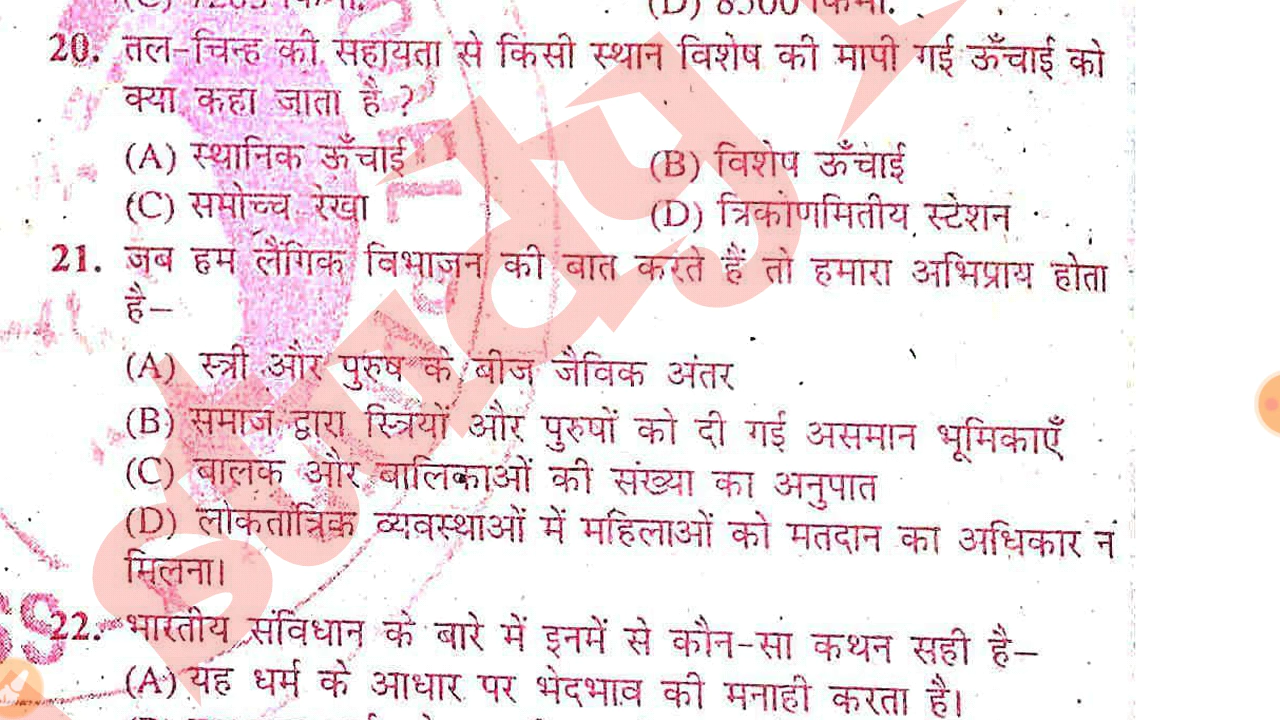 20. तल-चिन्ह की सहायता से किसी स्थान विशेष की मापी गई ऊँचाई को
क्या कहा जाता है ?
(A) स्थानिक ऊँचाई
(B) विशेष ऊँचाई
(C) समोच्च रेखा
(D) त्रिकोणमितीय स्टेशन
21. जब हम लैंगिक विभाजन की बात करते हैं तो हमारा अभिप्राय होता
है–
(A) स्त्री और पुरुष के बीज जैविक अंतर
(B) समाज द्वारा स्त्रियों और पुरुषों को दी गई असमान भूमिकाएँ
(C) बालक और बालिकाओं की संख्या का अनुपात
(D) लोकतांत्रिक व्यवस्थाओं में महिलाओं को मतदान का अधिकार न
मिलना।
22. भारतीय संविधान के बारे में इनमें से कौन-सा कथन सही है–
(A) यह धर्म के आधार पर भेदभाव की मनाही करता है।
study